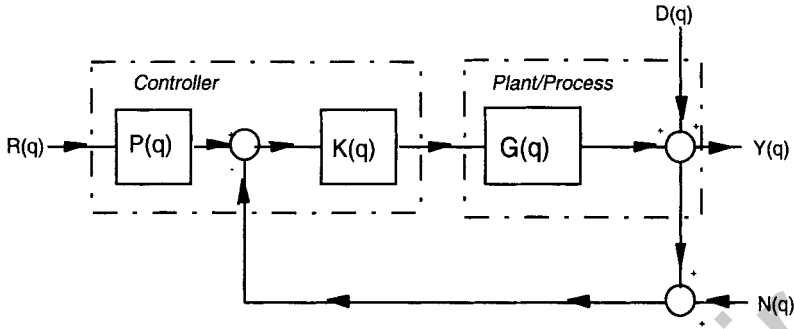 D(q)
Controller
Plant/Process
R(q)
P(q)
+
-
K(q)
G(q)
+
+
Y(q)
+
N(q)
+